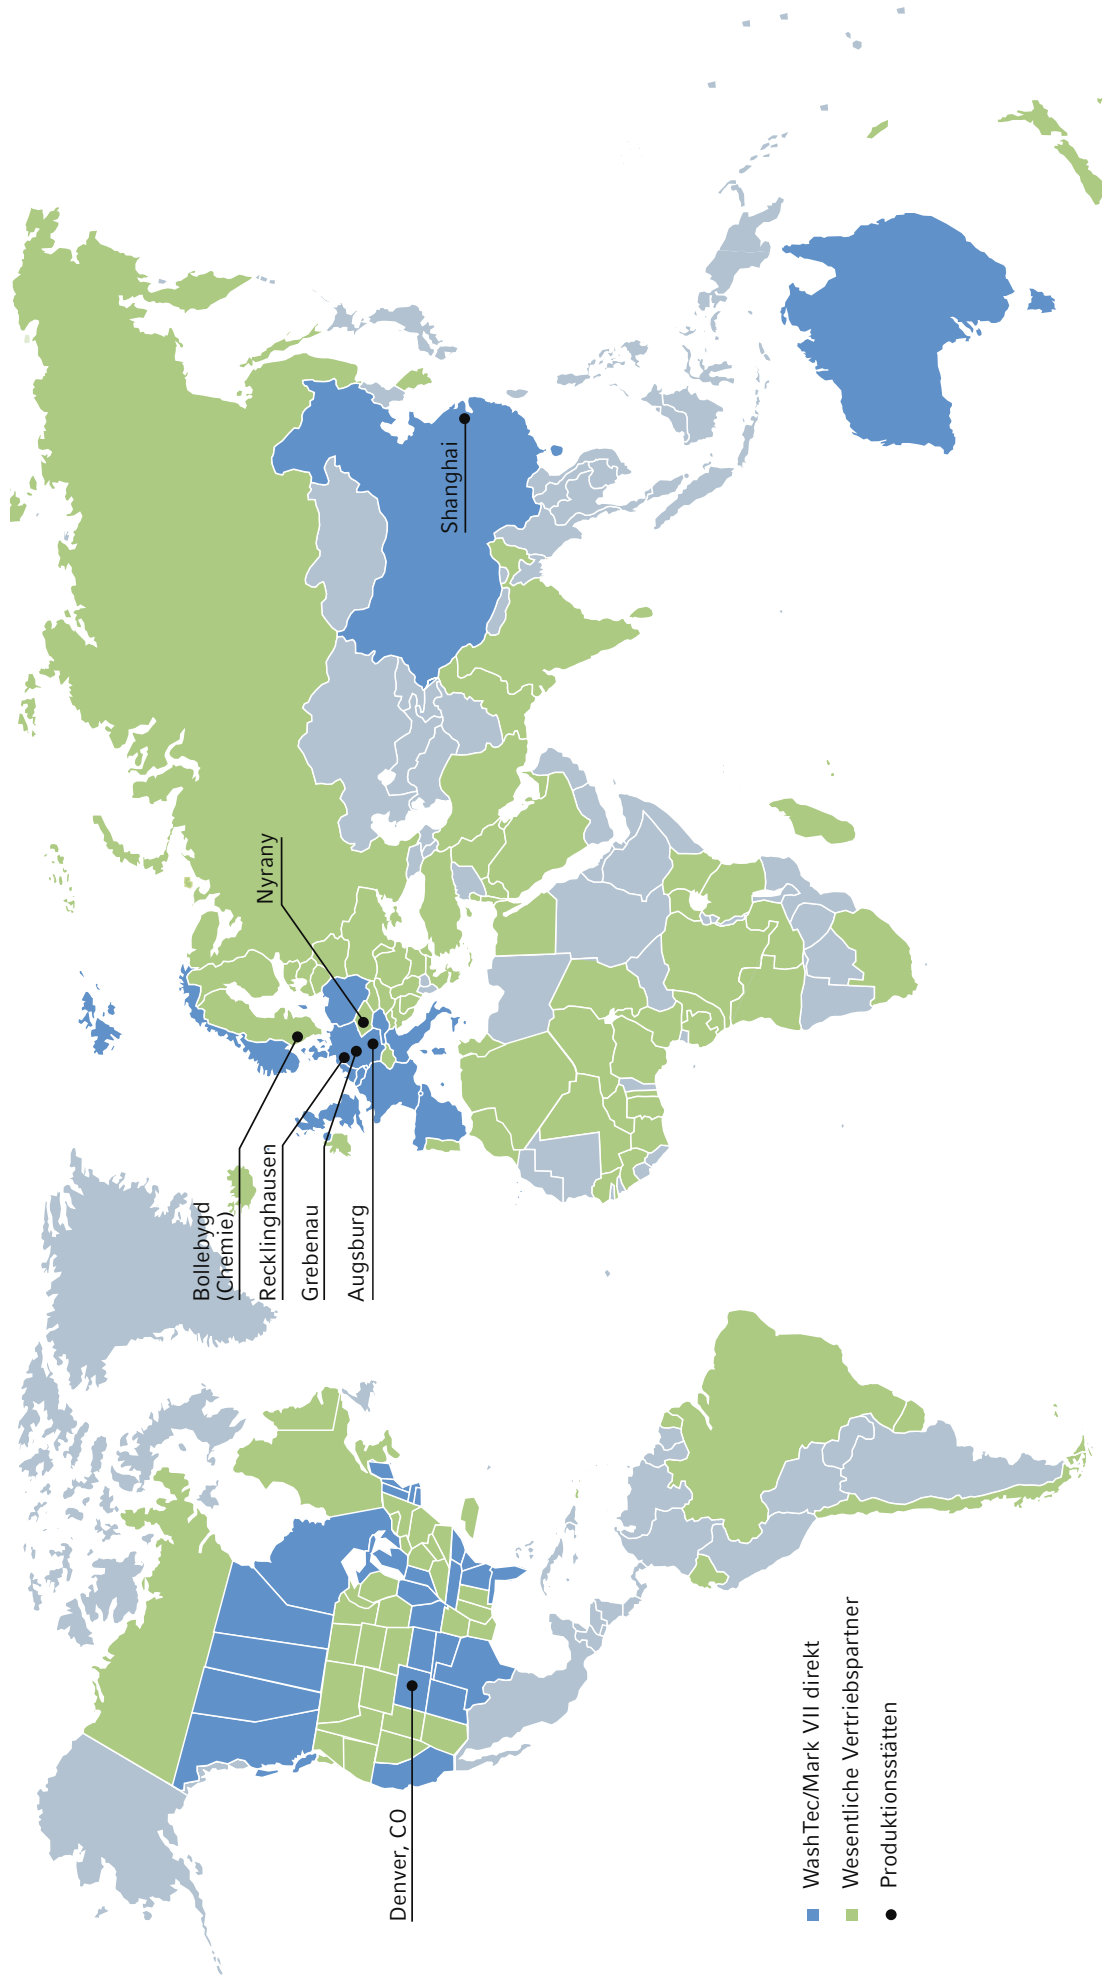 Bollebygd
(Chemie)
Recklinghausen
Grebenau
Augsburg
Nyrany
Shanghai
Denver, CO
WashTec/Mark VII direkt
Wesentliche Vertriebspartner
Produktionsstätten